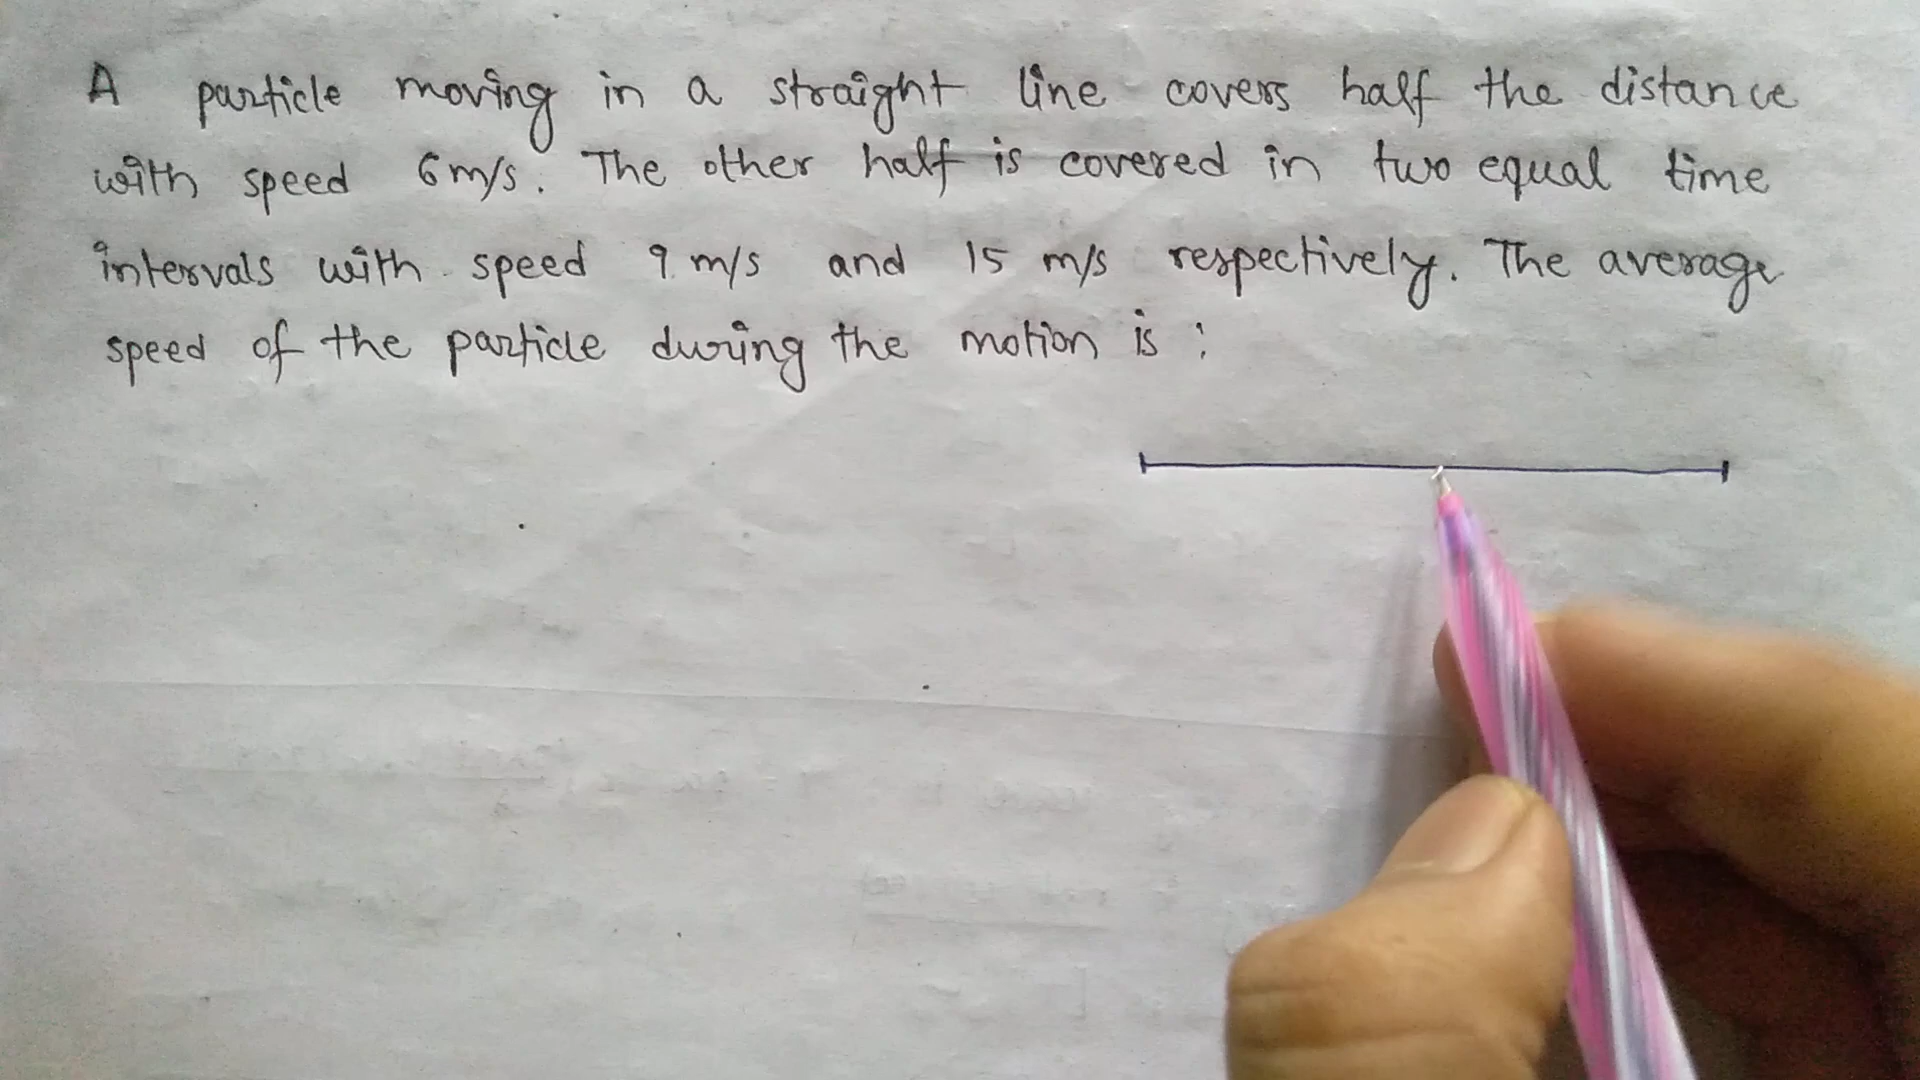 A particle moving in a straight line covers half the distance
with speed 6 m/s. The other half is covered in two equal time
intervals with speed 9 m/s and 15 m/s respectively. The average
speed of the particle during the motion is :